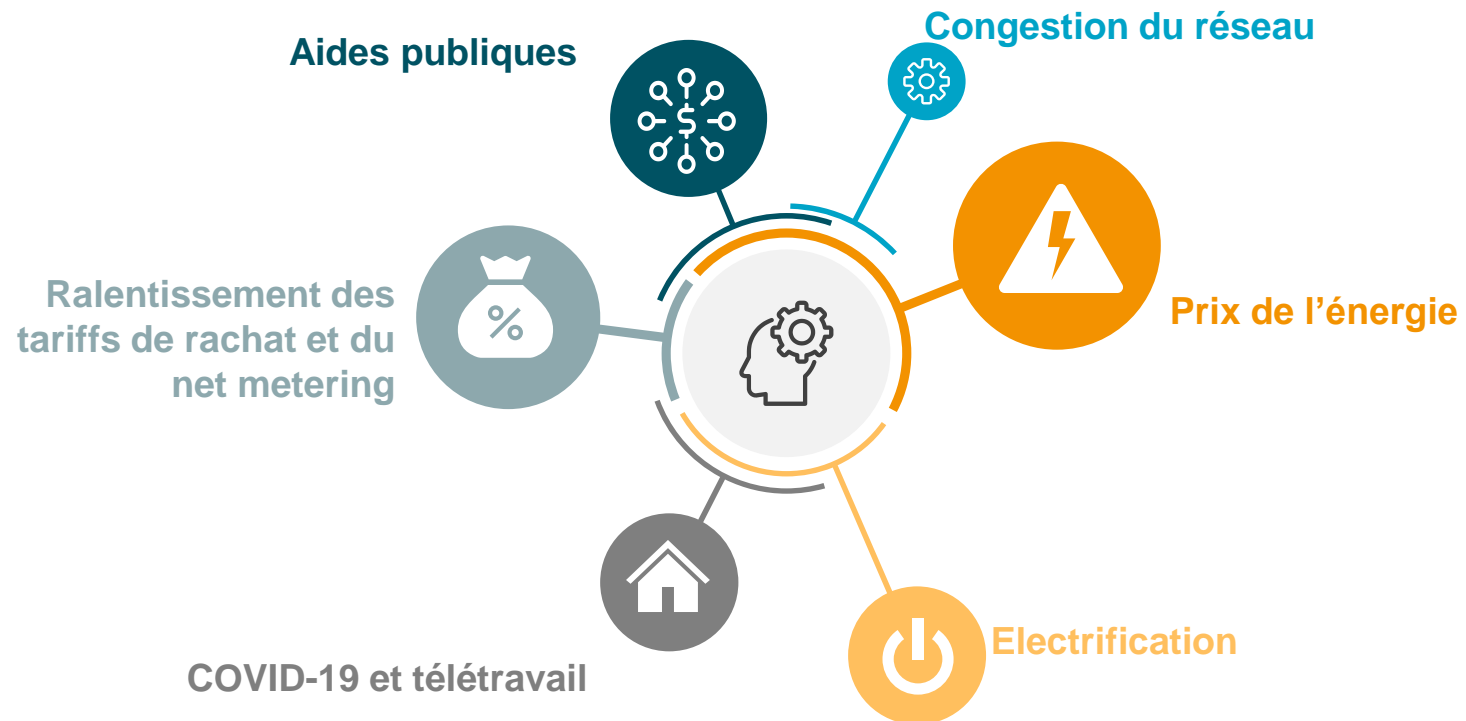 Congestion du réseau
Aides publiques
$
Ralentissement des
tariffs de rachat et du
net metering
%
Prix de l’énergie
Electrification
COVID-19 et télétravail